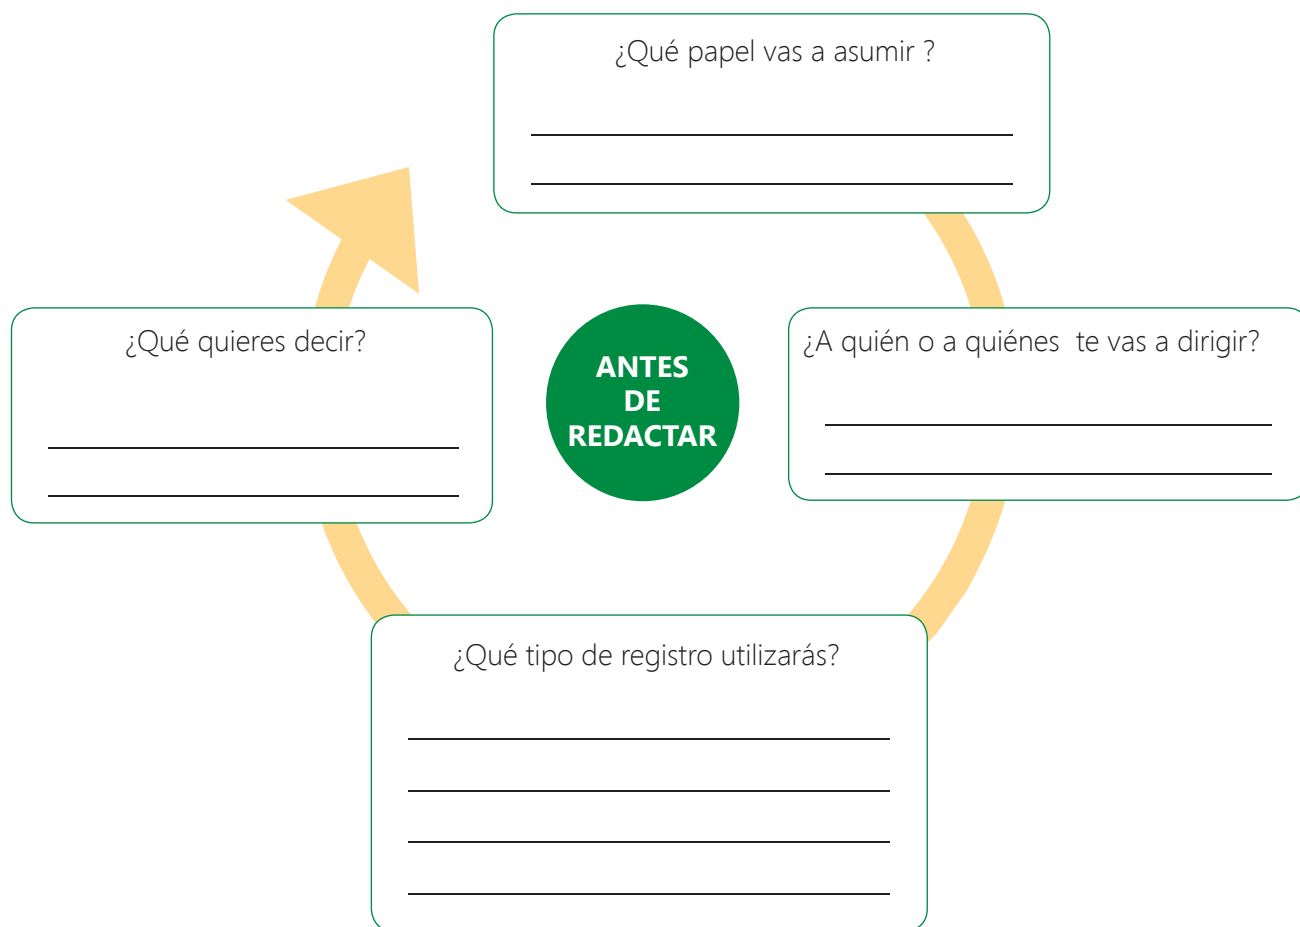 ¿Qué papel vas a asumir ?
¿Qué quieres decir?
¿A quién o a quiénes  te vas a dirigir?
ANTES
DE
REDACTAR
¿Qué tipo de registro utilizarás?